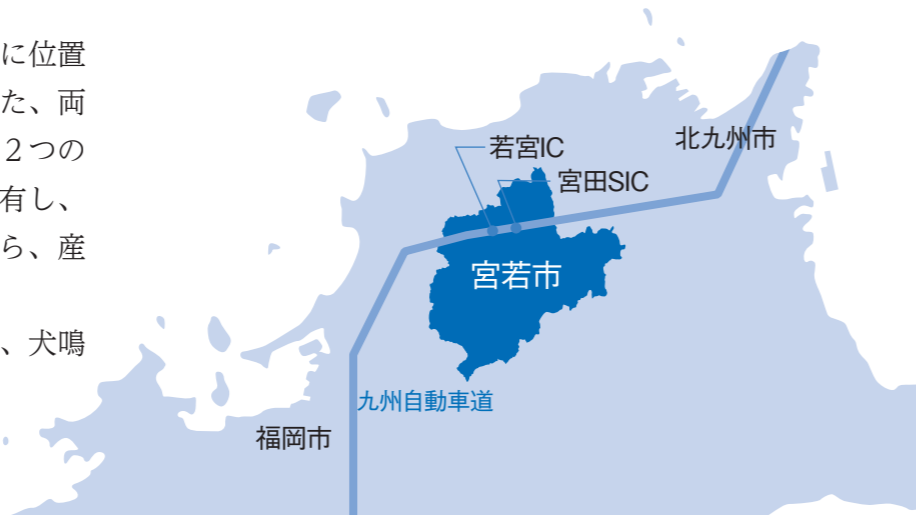 に位置
た、両
２つの
有し、
ら、産
、犬鳴
若宮IC
宮田SIC
北九州市
宮若市
九州自動車道
福岡市